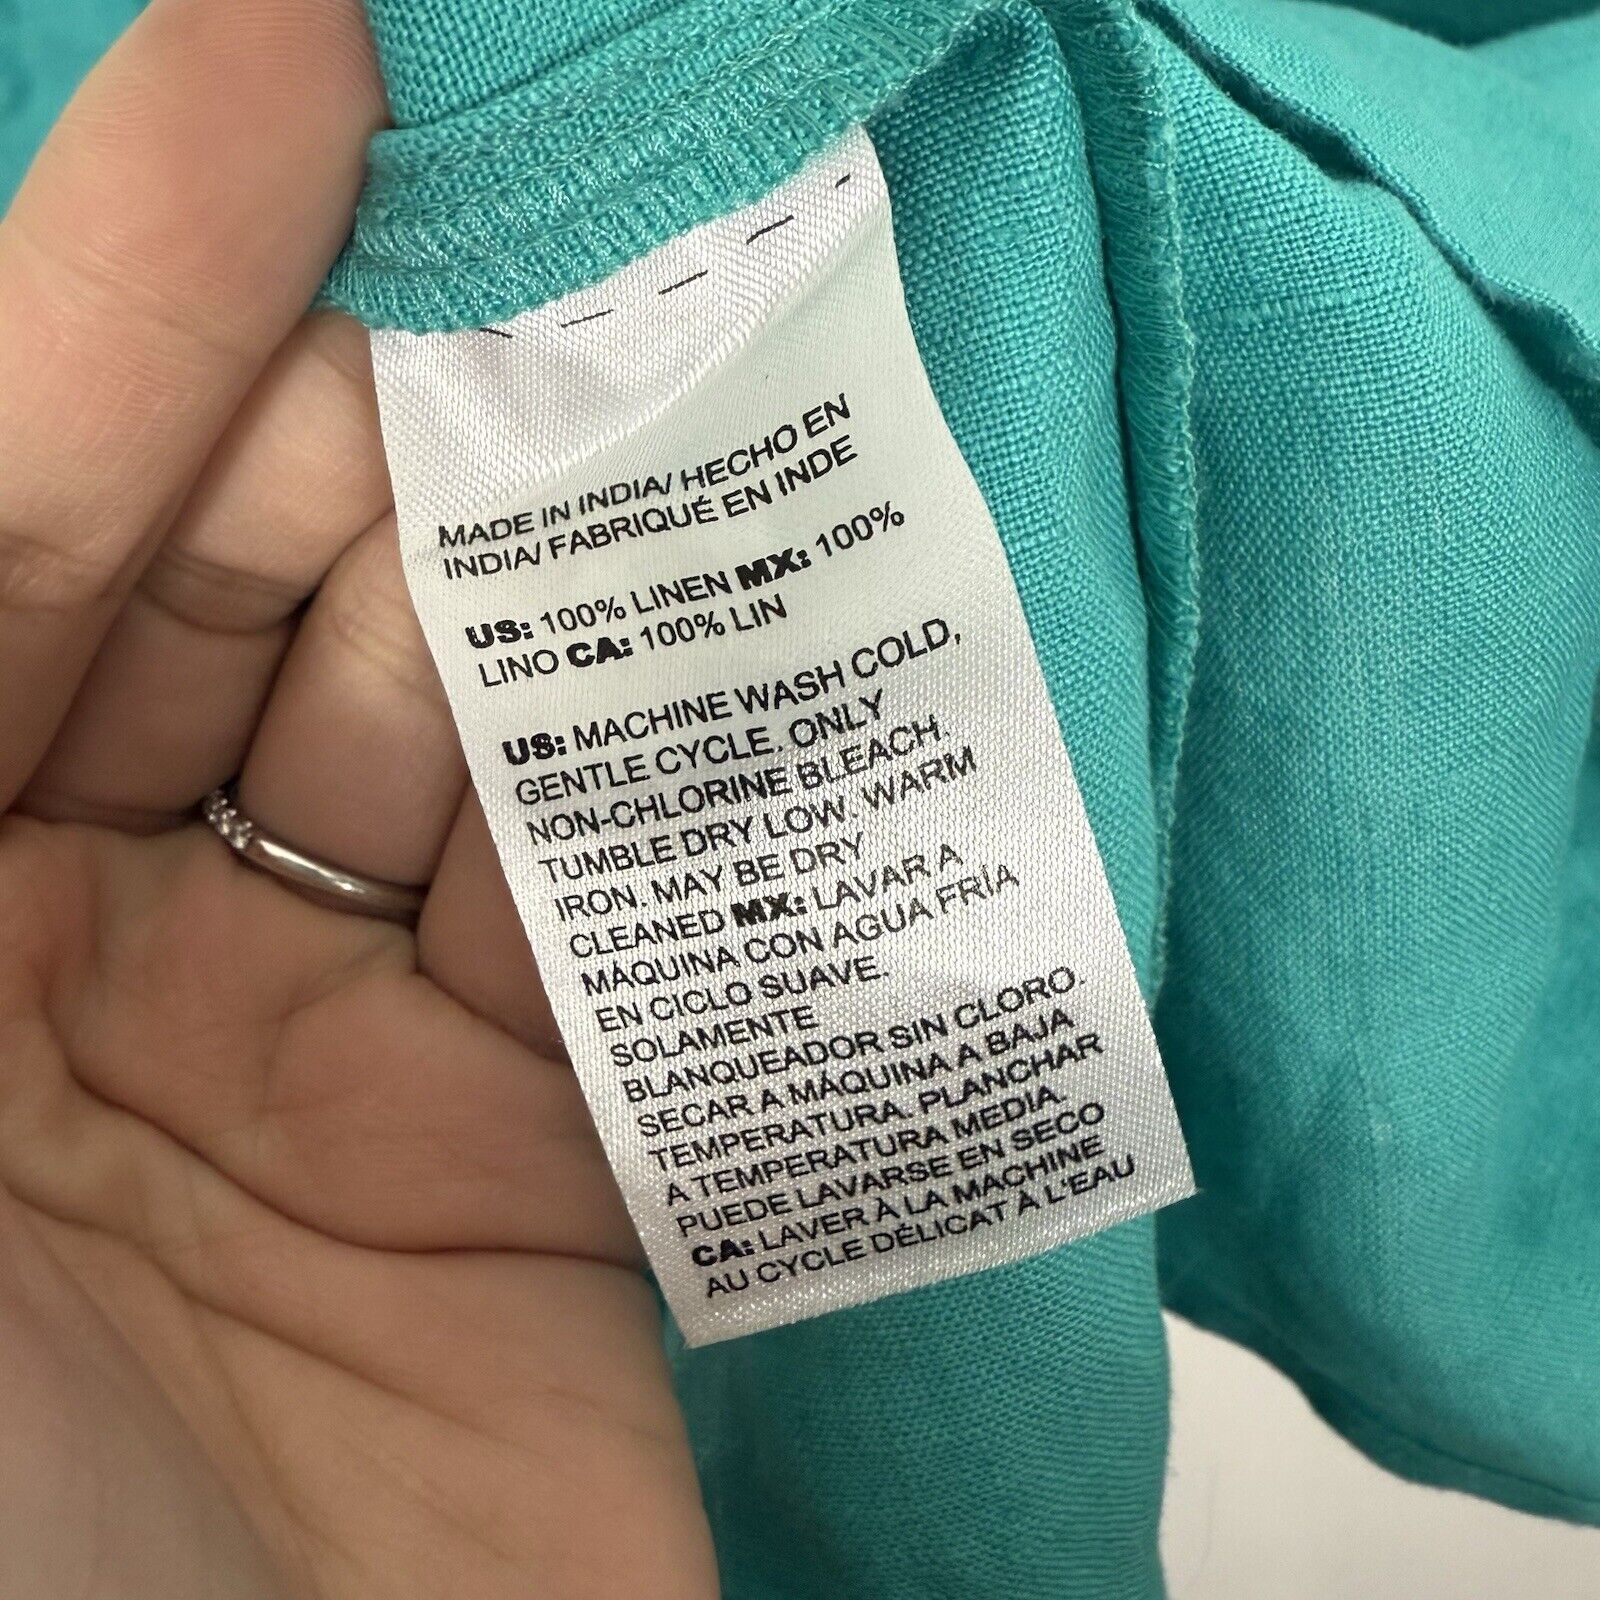 MADE IN INDIA/ HECHO EN
INDIA/ FABRIQUÉ EN INDE
US: 100% LINEN MX: 100%
LINO CA: 100% LIN
US: MACHINE WASH COLD,
GENTLE CYCLE. ONLY
NON-CHLORINE BLEACH.
TUMBLE DRY LOW. WARM
IRON. MAY BE DRY
CLEANED MX: LAVAR A
MÁQUINA CON AGUA FRÍA
EN CICLO SUAVE.
SOLAMENTE
BLANQUEADOR SIN CLORO.
SECAR A MÁQUINA A BAJA
TEMPERATURA. PLANCHAR
A TEMPERATURA MEDIA.
PUEDE LAVARSE EN SECO
CA: LAVER À LA MACHINE
AU CYCLE DÉLICAT À L'EAU